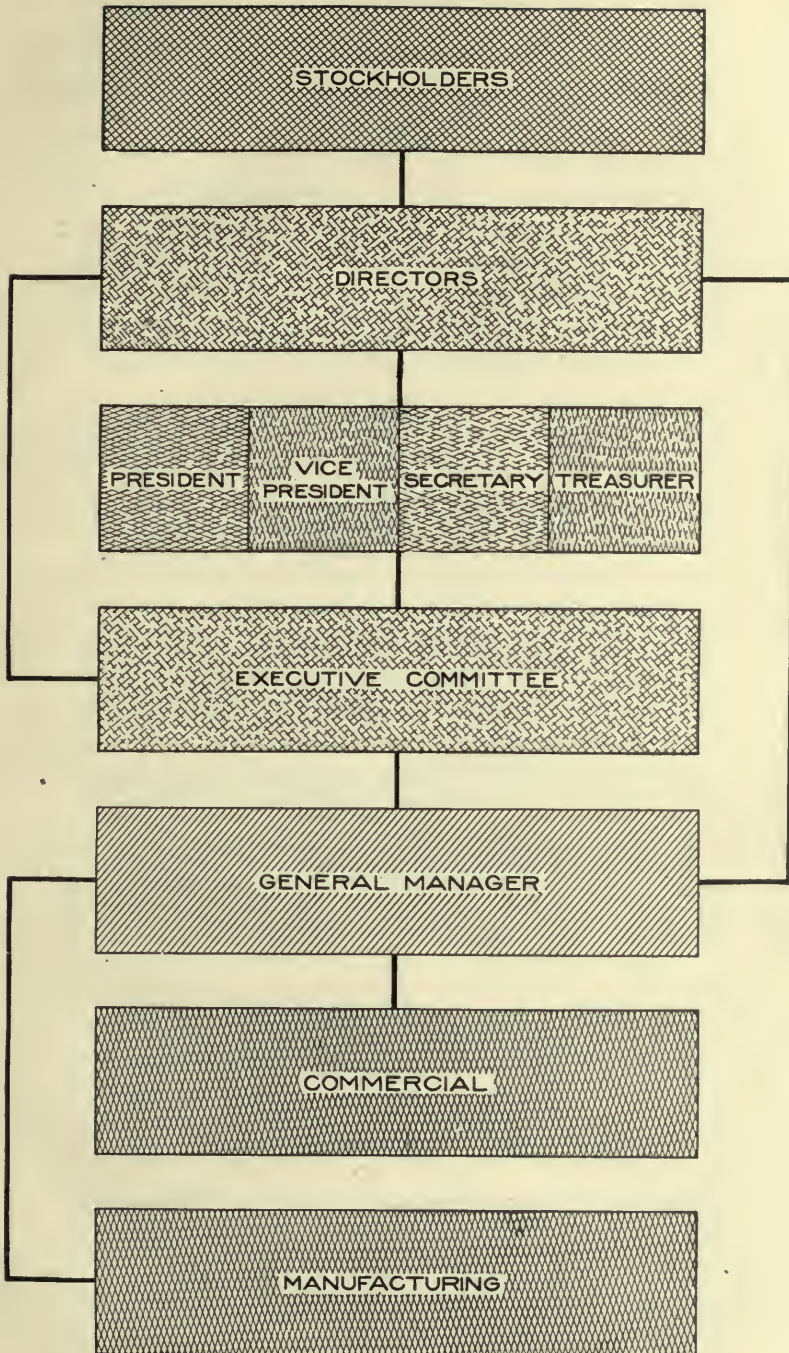 STOCKHOLDERS
DIRECTORS
PRESIDENT
VICE
PRESIDENT
SECRETARY
TREASURER
EXECUTIVE COMMITTEE
GENERAL MANAGER
COMMERCIAL
MANUFACTURING